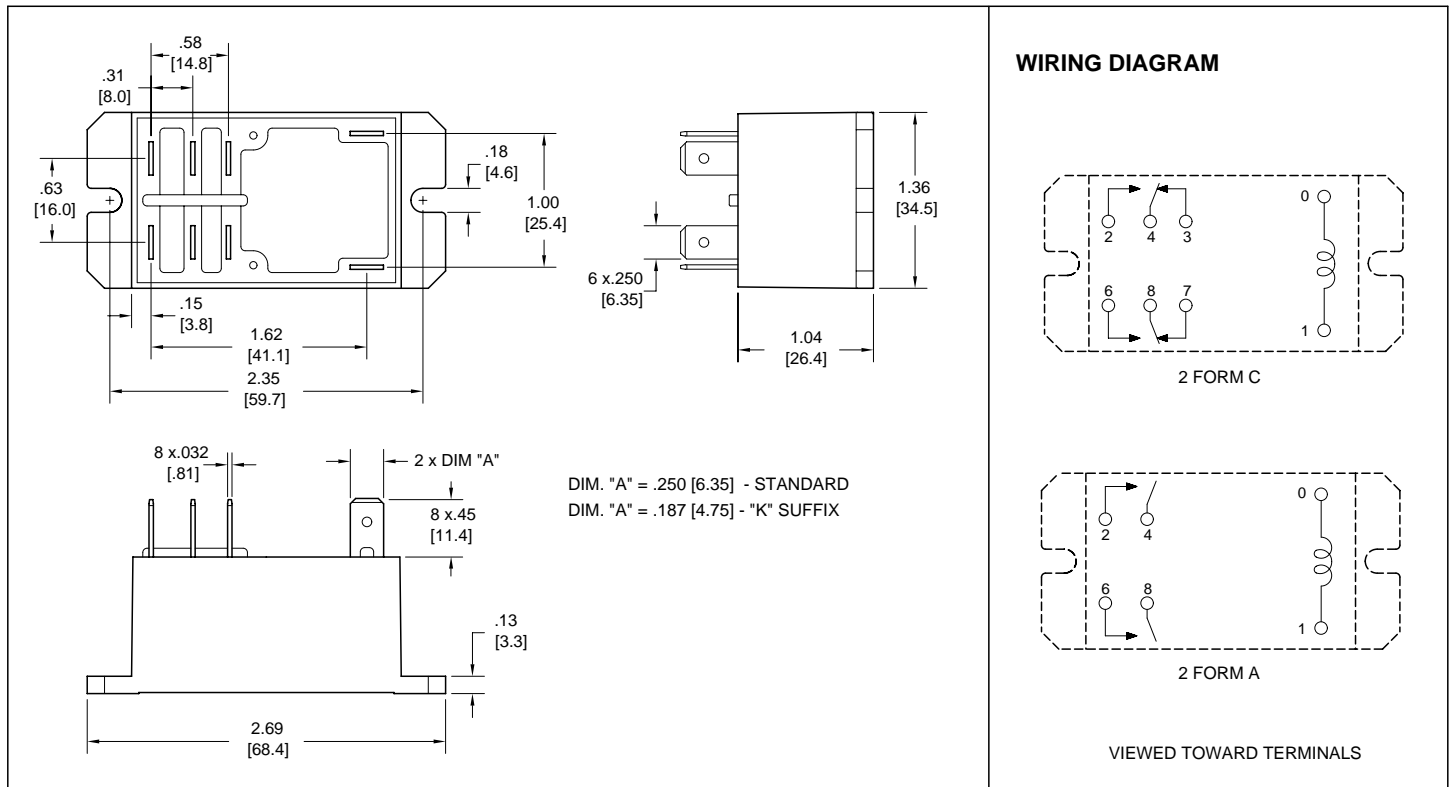 .58
[14.8]
.31
[8.0]
.63
[16.0]
.18
[4.6]
1.00
[25.4]
.15
[3.8]
1.62
[41.1]
2.35
[59.7]
6 x.250
[6.35]
1.36
[34.5]
1.04
[26.4]
8 x.032
[.81]
2 x DIM "A"
8 x.45
[11.4]
.13
[3.3]
2.69
[68.4]
DIM. "A" = .250 [6.35] - STANDARD
DIM. "A" = .187 [4.75] - "K" SUFFIX
WIRING DIAGRAM
0
2 4 3
6 8 7
1
2 FORM C
0
2 4
6 8
1
2 FORM A
VIEWED TOWARD TERMINALS